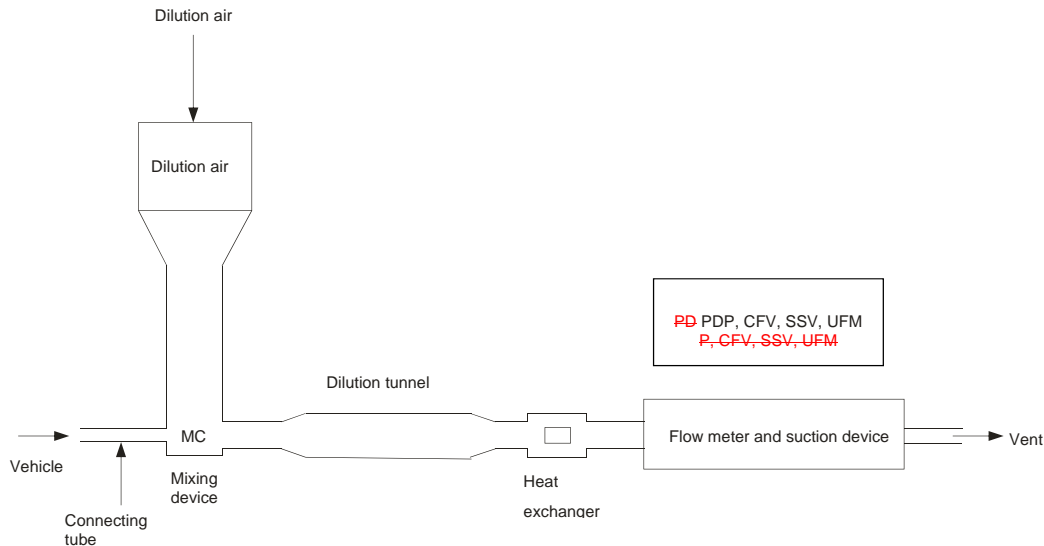 Dilution air
Dilution air
PD PDP, CFV, SSV, UFM
P, CFV, SSV, UFM
Dilution tunnel
MC
Flow meter and suction device
Vent
Vehicle
Mixing
device
Heat
exchanger
Connecting
tube